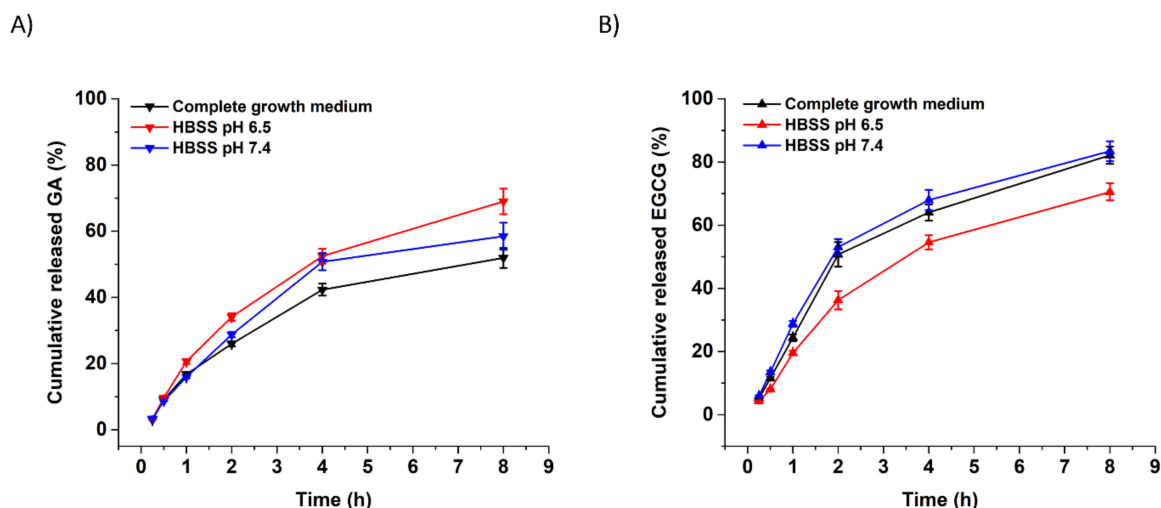 A)
Cumulative released GA (%)
100
80
60
40
20
0
Complete growth medium
HBSS pH 6.5
HBSS pH 7.4
0 1 2 3 4 5 6 7 8 9
Time (h)
B)
Cumulative released EGCG (%)
100
80
60
40
20
0
Complete growth medium
HBSS pH 6.5
HBSS pH 7.4
0 1 2 3 4 5 6 7 8 9
Time (h)